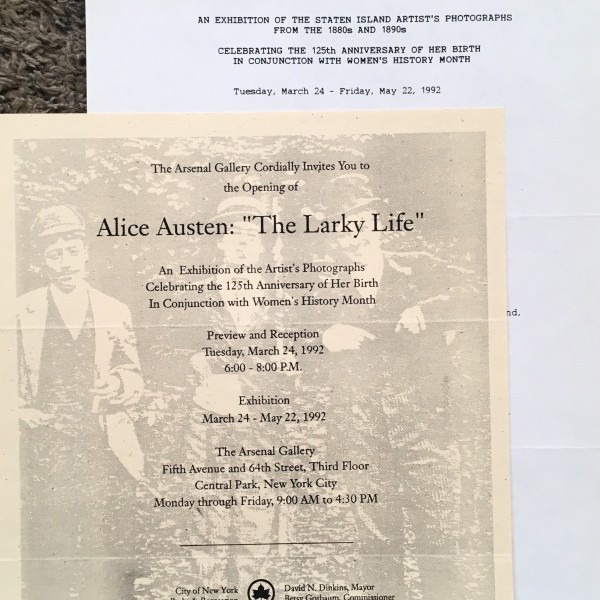 AN EXHIBITION OF THE STATEN ISLAND ARTIST'S PHOTOGRAPHS
FROM THE 1880s AND 1890s
CELEBRATING THE 125th ANNIVERSARY OF HER BIRTH
IN CONJUNCTION WITH WOMEN'S HISTORY MONTH
Tuesday, March 24 - Friday, May 22, 1992
The Arsenal Gallery Cordially Invites You to
the Opening of
Alice Austen: "The Larky Life"
An Exhibition of the Artist's Photographs
Celebrating the 125th Anniversary of Her Birth
In Conjunction with Women's History Month
Preview and Reception
Tuesday, March 24, 1992
6:00 - 8:00 P.M.
Exhibition
March 24 - May 22, 1992
The Arsenal Gallery
Fifth Avenue and 64th Street, Third Floor
Central Park, New York City
Monday through Friday, 9:00 AM to 4:30 PM
City of New York
David N. Dinkins, Mayor
Betsy Gotbaum, Commissioner